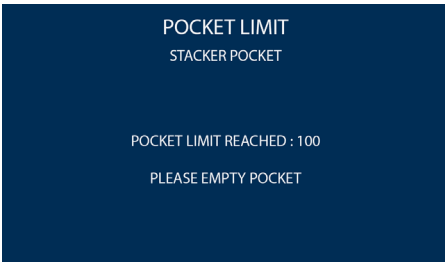 POCKET LIMIT
STACKER POCKET
POCKET LIMIT REACHED : 100
PLEASE EMPTY POCKET